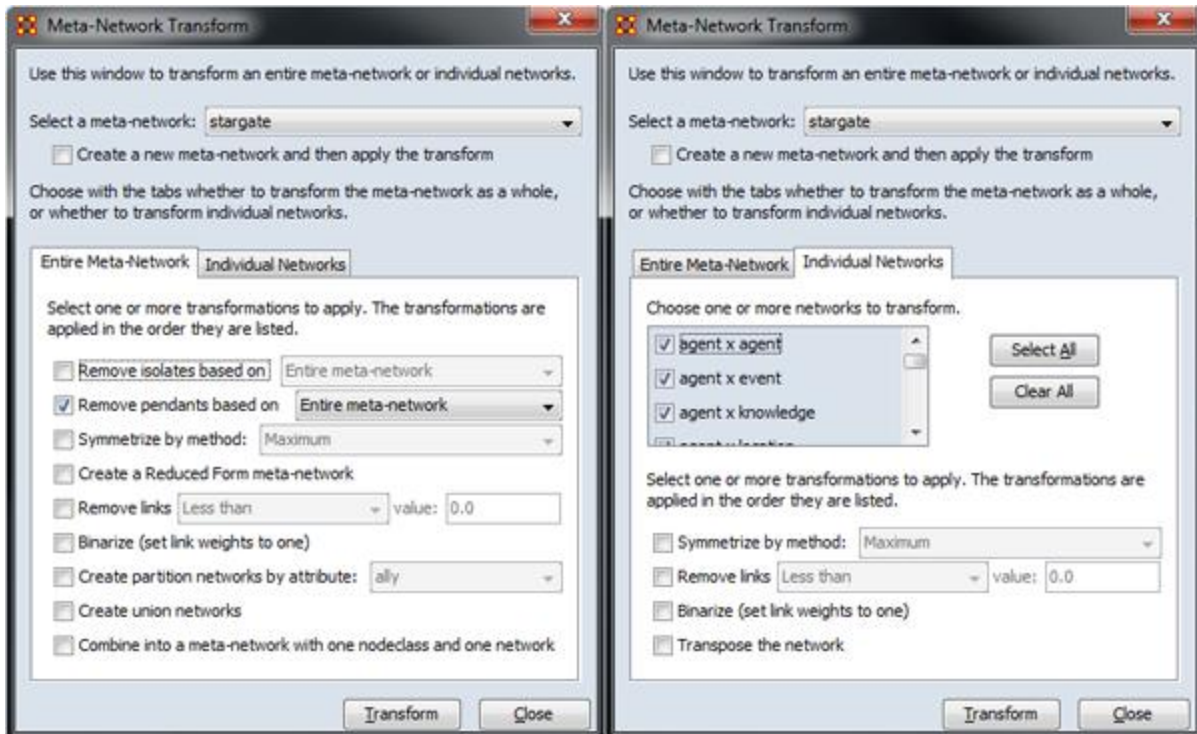 Meta-Network Transform
Use this window to transform an entire meta-network or individual networks.
Select a meta-network: stargate
Create a new meta-network and then apply the transform
Choose with the tabs whether to transform the meta-network as a whole,
or whether to transform individual networks.
Entire Meta-Network Individual Networks
Select one or more transformations to apply. The transformations are
applied in the order they are listed.
Remove isolates based on Entire meta-network
Remove pendants based on Entire meta-network
Symmetrize by method: Maximum
Create a Reduced Form meta-network
Remove links Less than value: 0.0
Binarize (set link weights to one)
Create partition networks by attribute: ally
Create union networks
Combine into a meta-network with one nodeclass and one network
Transform Close
Meta-Network Transform
Use this window to transform an entire meta-network or individual networks.
Select a meta-network: stargate
Create a new meta-network and then apply the transform
Choose with the tabs whether to transform the meta-network as a whole,
or whether to transform individual networks.
Entire Meta-Network Individual Networks
Choose one or more networks to transform.
agent x agent
Select All
agent x event
Clear All
agent x knowledge
Select one or more transformations to apply. The transformations are
applied in the order they are listed.
Symmetrize by method: Maximum
Remove links Less than value: 0.0
Binarize (set link weights to one)
Transpose the network
Transform Close